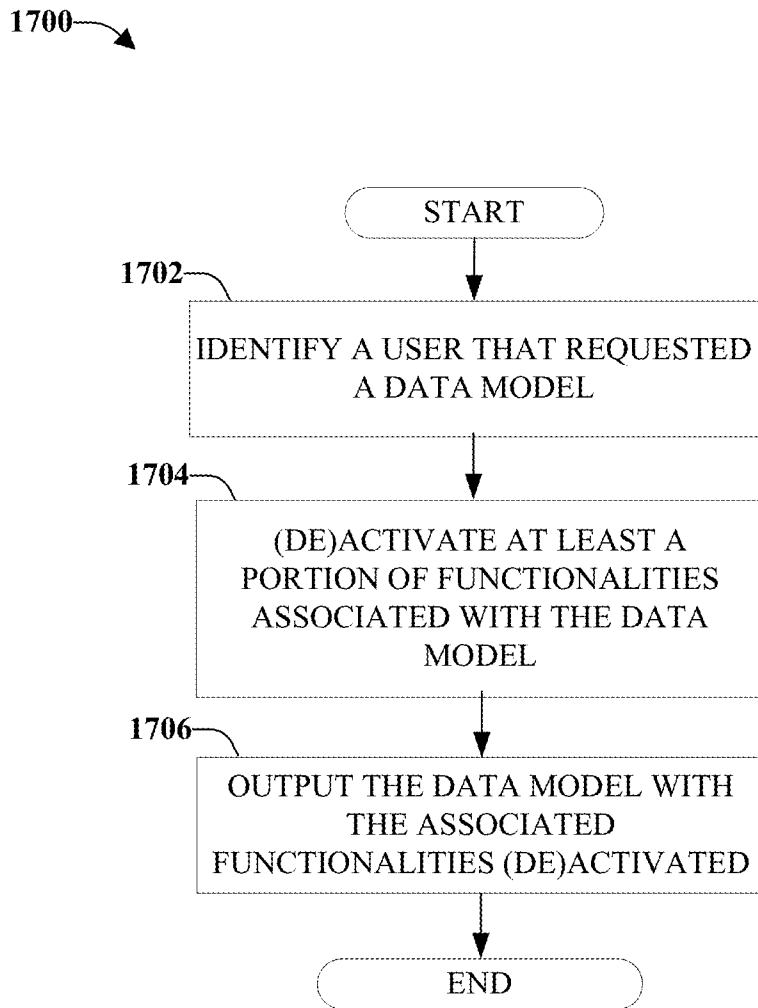 1700
START
1702
IDENTIFY A USER THAT REQUESTED
A DATA MODEL
1704
(DE)ACTIVATE AT LEAST A
PORTION OF FUNCTIONALITIES
ASSOCIATED WITH THE DATA
MODEL
1706
OUTPUT THE DATA MODEL WITH
THE ASSOCIATED
FUNCTIONALITIES (DE)ACTIVATED
END